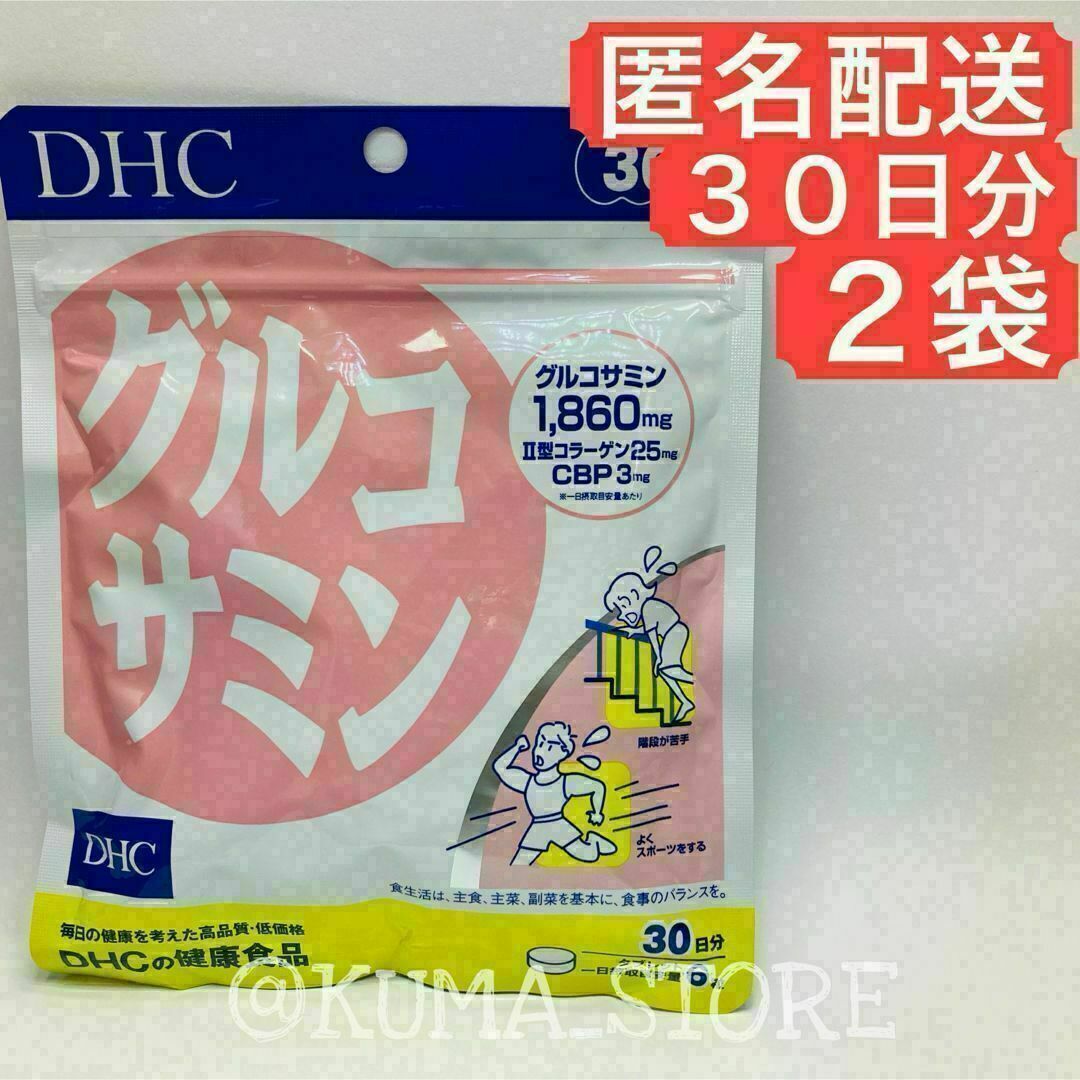 DHC
30
匿名配送
30日分
2袋
グルコ
サミン
グルコサミン
1,860mg
Ⅱ型コラーゲン25mg
CBP 3mg
※一日摂取目安量あたり
階段が苦手
よく
スポーツをする
DHC
食生活は、主食、主菜、副菜を基本に、食事のバランスを。
毎日の健康を考えた高品質・低価格
DHCの健康食品
30日分
@KUMA_STORE